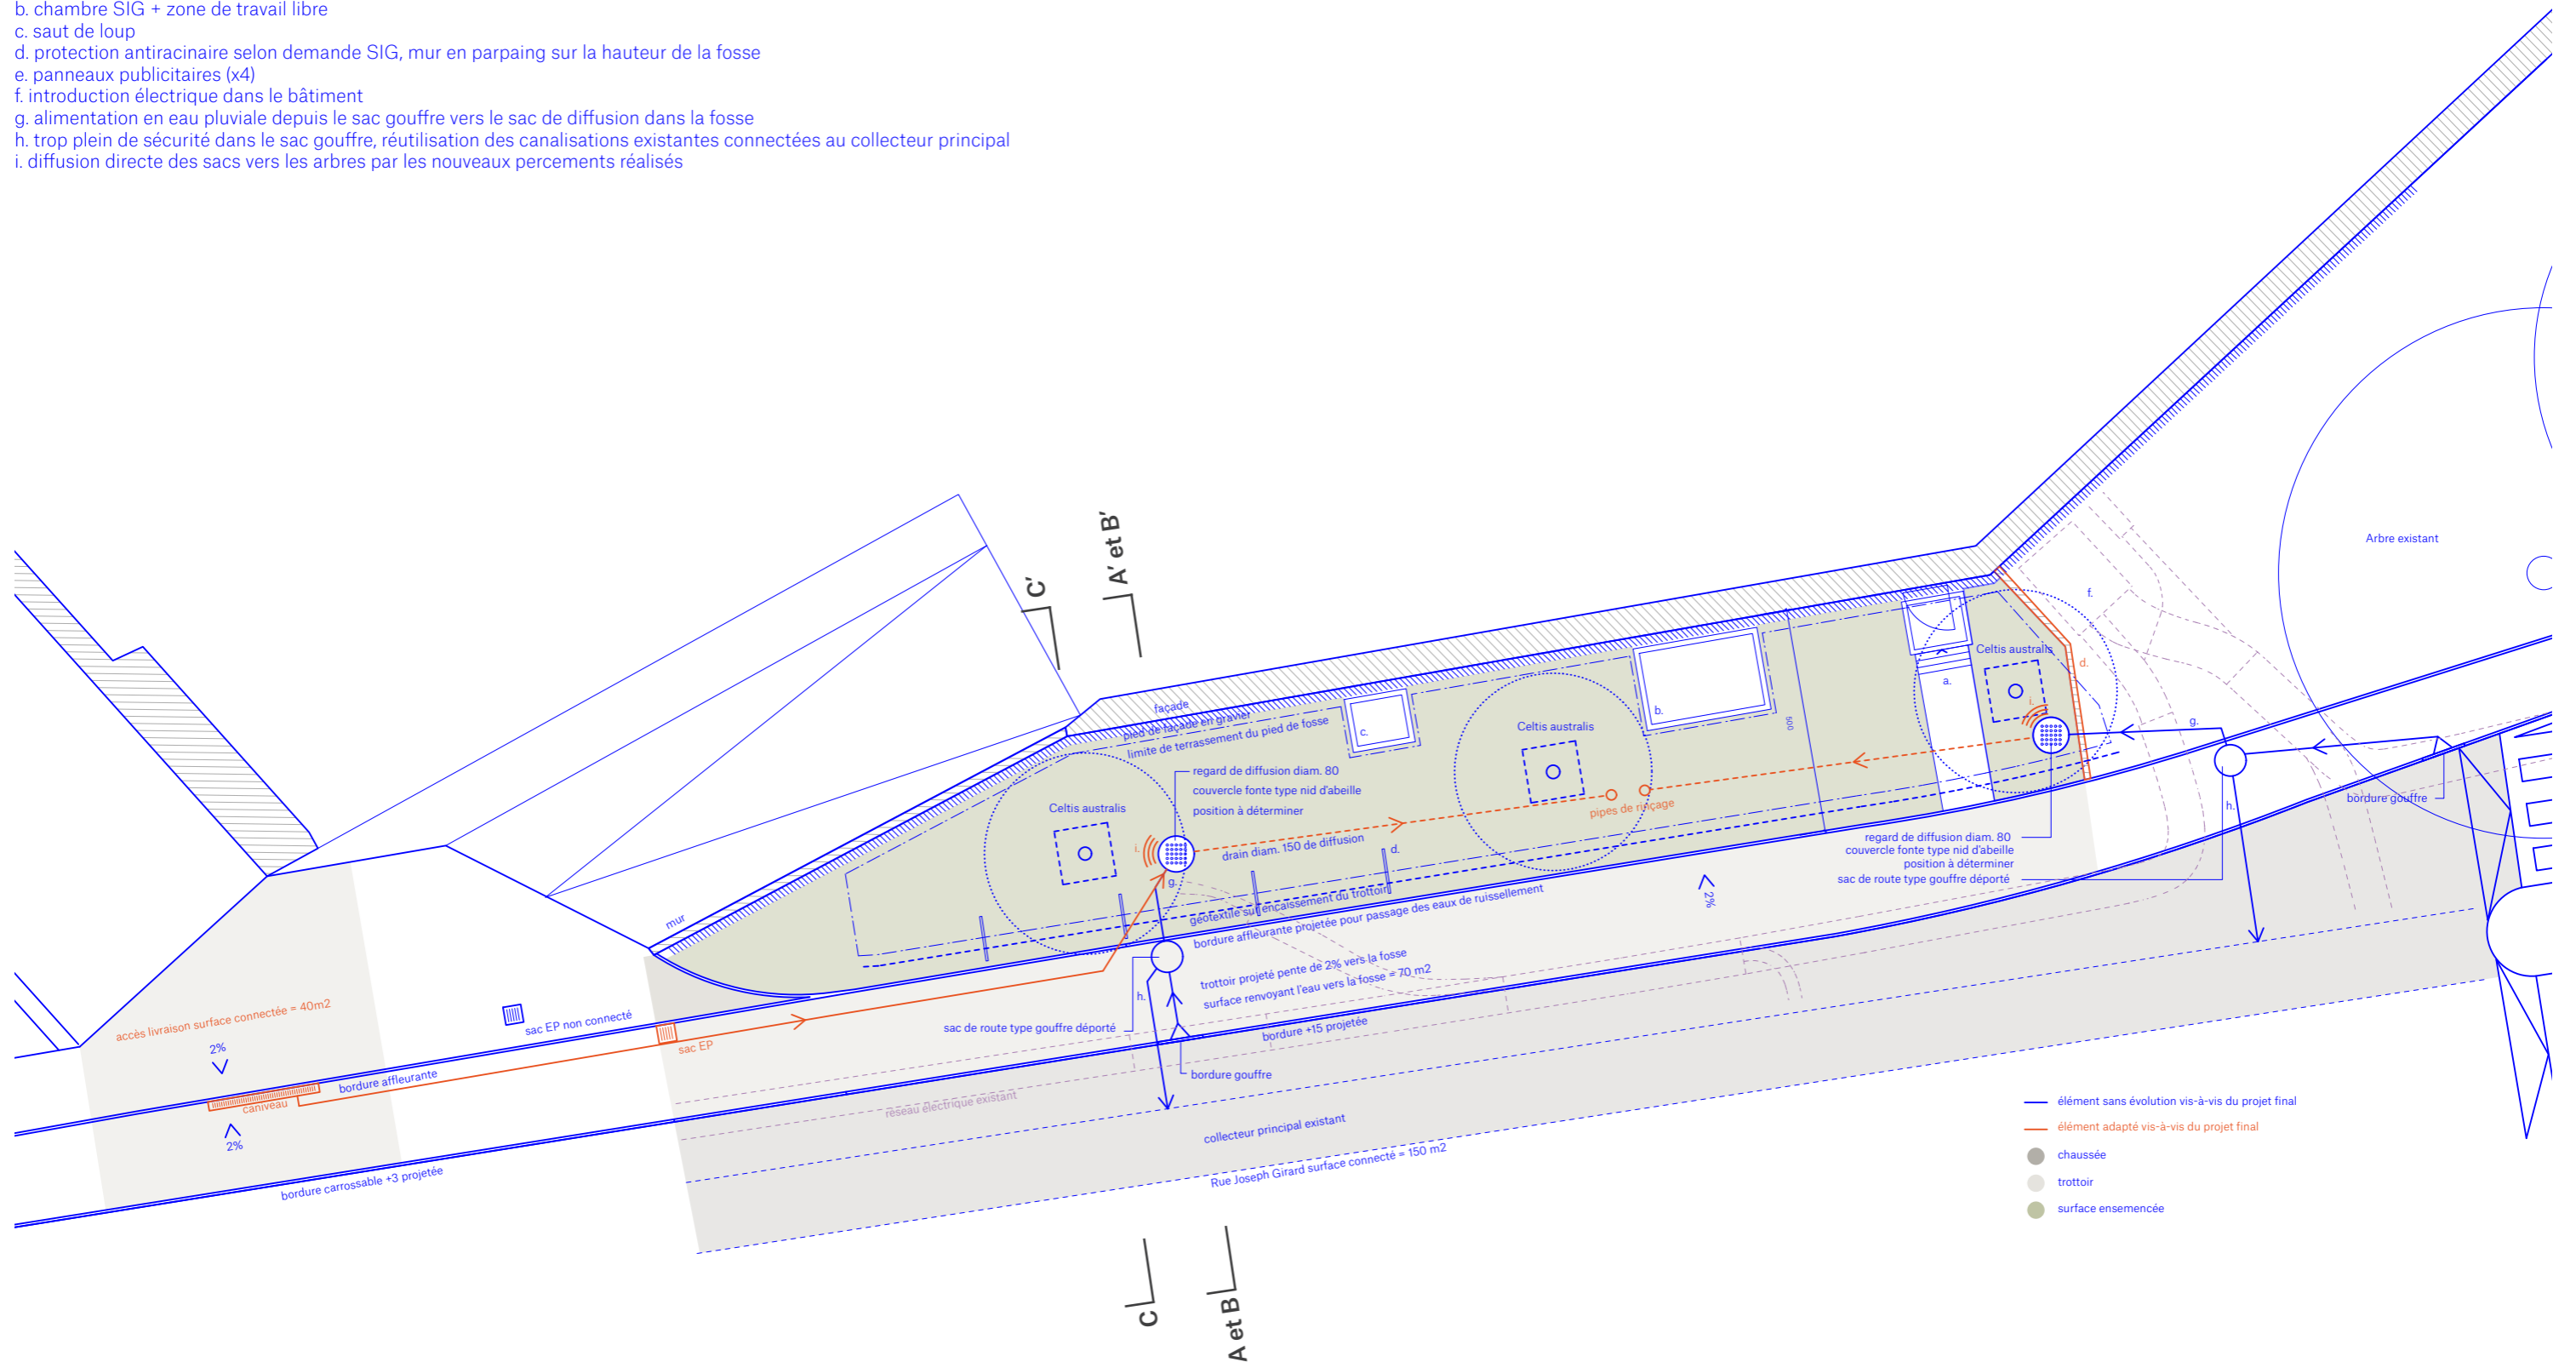 b. chambre SIG + zone de travail libre
c. saut de loup
d. protection antiracinaire selon demande SIG, mur en parpaing sur la hauteur de la fosse
e. panneaux publicitaires (x4)
f. introduction électrique dans le bâtiment
g. alimentation en eau pluviale depuis le sac gouffre vers le sac de diffusion dans la fosse
h. trop plein de sécurité dans le sac gouffre, réutilisation des canalisations existantes connectées au collecteur principal
i. diffusion directe des sacs vers les arbres par les nouveaux percements réalisés
C'
A' et B'
Arbre existant
f.
Celtis australis
d.
a.
i.
g.
h.
bordure gouffre
façade
pied de façade en gravier
limite de terrassement du pied de fosse
c.
b.
500
Celtis australis
regard de diffusion diam. 80
couvercle fonte type nid d'abeille
position à déterminer
Celtis australis
pipes de rinçage
i.
drain diam. 150 de diffusion
d.
g.
regard de diffusion diam. 80
couvercle fonte type nid d'abeille
position à déterminer
sac de route type gouffre déporté
géotextile sur encaissement du trottoir
bordure affleurante projetée pour passage des eaux de ruissellement
2%
mur
trottoir projeté pente de 2% vers la fosse
surface renvoyant l'eau vers la fosse = 70 m2
h.
sac de route type gouffre déporté
bordure +15 projetée
bordure gouffre
accès livraison surface connectée = 40m2
sac EP non connecté
sac EP
2%
bordure affleurante
caniveau
2%
réseau électrique existant
bordure carrossable +3 projetée
collecteur principal existant
Rue Joseph Girard surface connecté = 150 m2
élément sans évolution vis-à-vis du projet final
élément adapté vis-à-vis du projet final
chaussée
trottoir
surface ensemencée
C
A et B